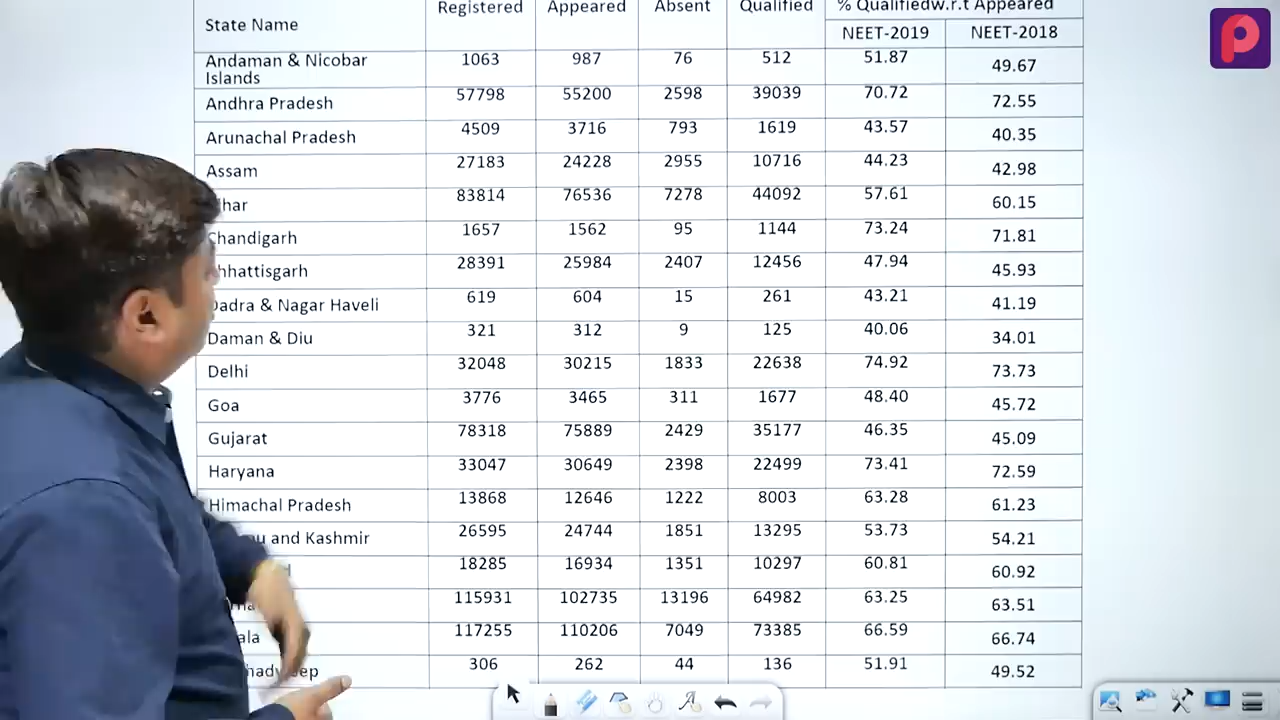 State Name Registered Appeared Absent Qualified % Qualifiedw.r.t Appeared
NEET-2019 NEET-2018
Andaman & Nicobar Islands 1063 987 76 512 51.87 49.67
Andhra Pradesh 57798 55200 2598 39039 70.72 72.55
Arunachal Pradesh 4509 3716 793 1619 43.57 40.35
Assam 27183 24228 2955 10716 44.23 42.98
har 83814 76536 7278 44092 57.61 60.15
Chandigarh 1657 1562 95 1144 73.24 71.81
hhattisgarh 28391 25984 2407 12456 47.94 45.93
Dadra & Nagar Haveli 619 604 15 261 43.21 41.19
Daman & Diu 321 312 9 125 40.06 34.01
Delhi 32048 30215 1833 22638 74.92 73.73
Goa 3776 3465 311 1677 48.40 45.72
Gujarat 78318 75889 2429 35177 46.35 45.09
Haryana 33047 30649 2398 22499 73.41 72.59
Himachal Pradesh 13868 12646 1222 8003 63.28 61.23
u and Kashmir 26595 24744 1851 13295 53.73 54.21
18285 16934 1351 10297 60.81 60.92
115931 102735 13196 64982 63.25 63.51
ala 117255 110206 7049 73385 66.59 66.74
306 262 44 136 51.91 49.52